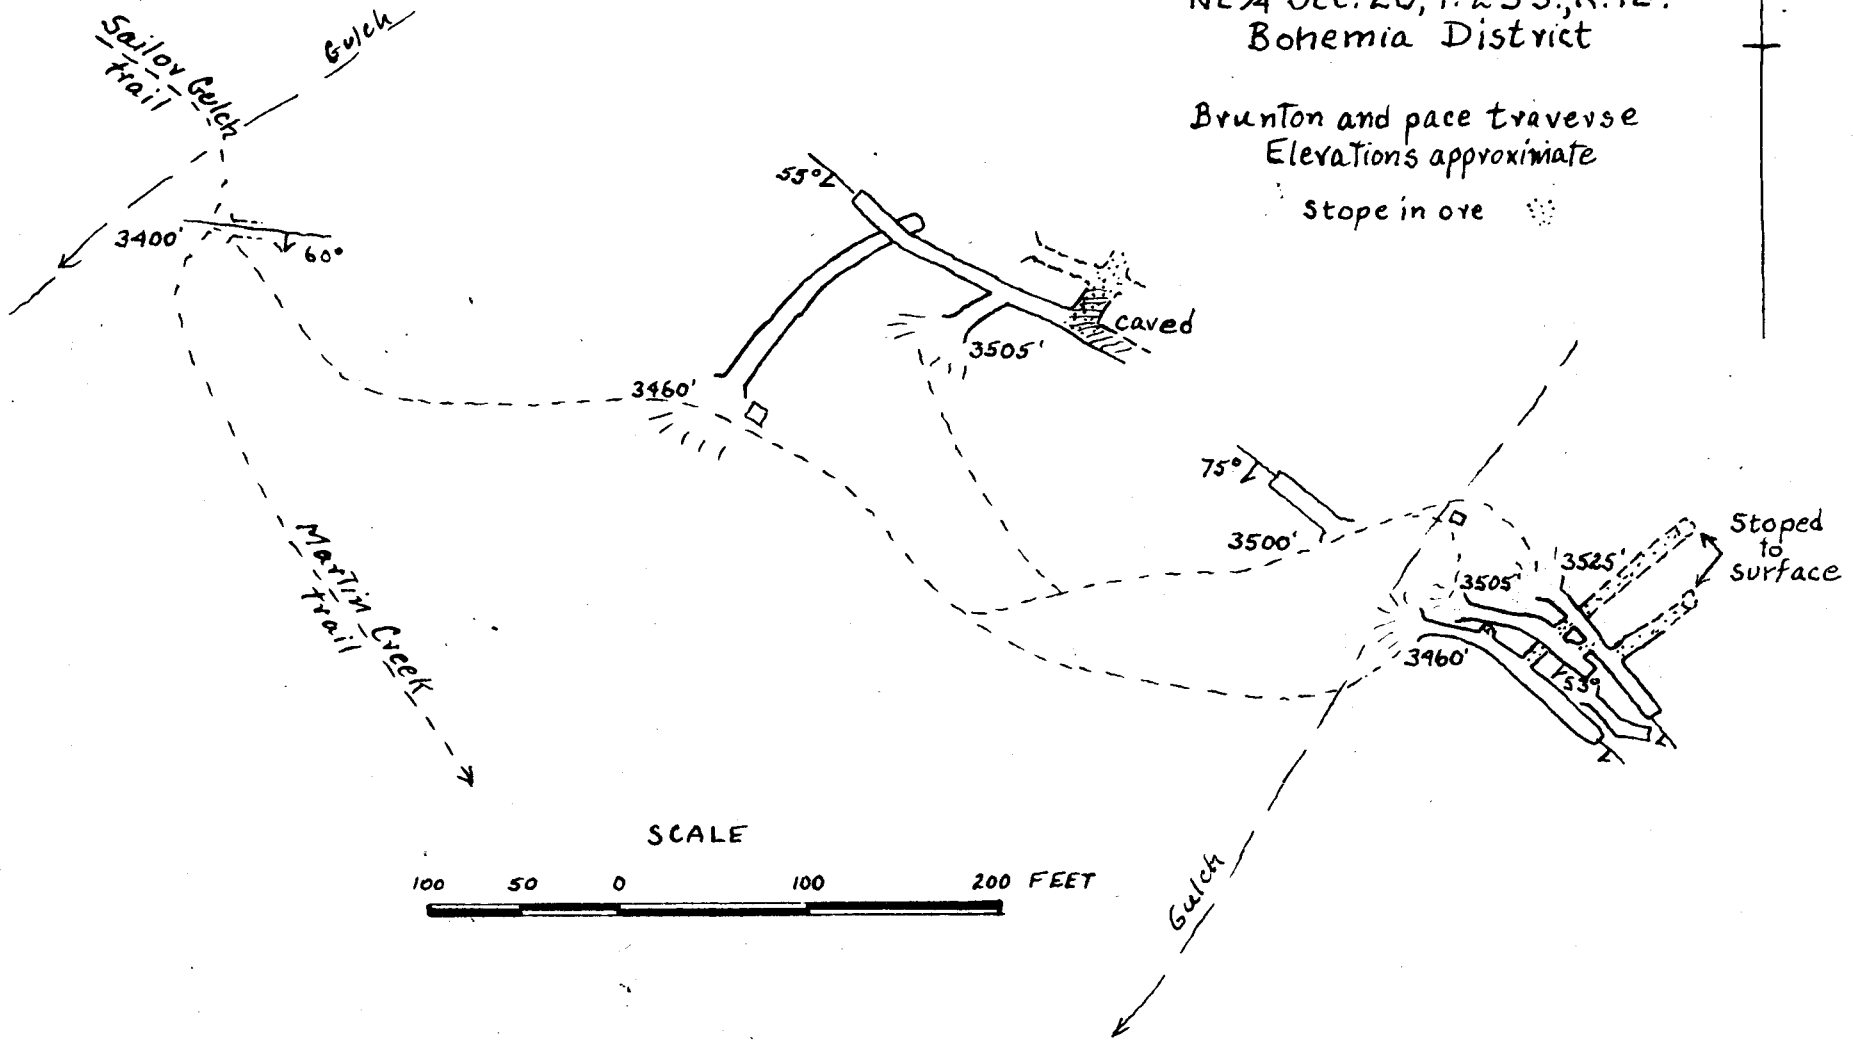 Bohemia District
Brunton and pace traverse
Elevations approximate
Stope in ore
Sailor Gulch
trail
Gulch
3400'
60°
55°
caved
3505'
3460'
75°
3500'
3525'
3505'
3460'
53°
Stoped
to
surface
Martin Creek
trail
SCALE
100 50 0 100 200 FEET
Gulch